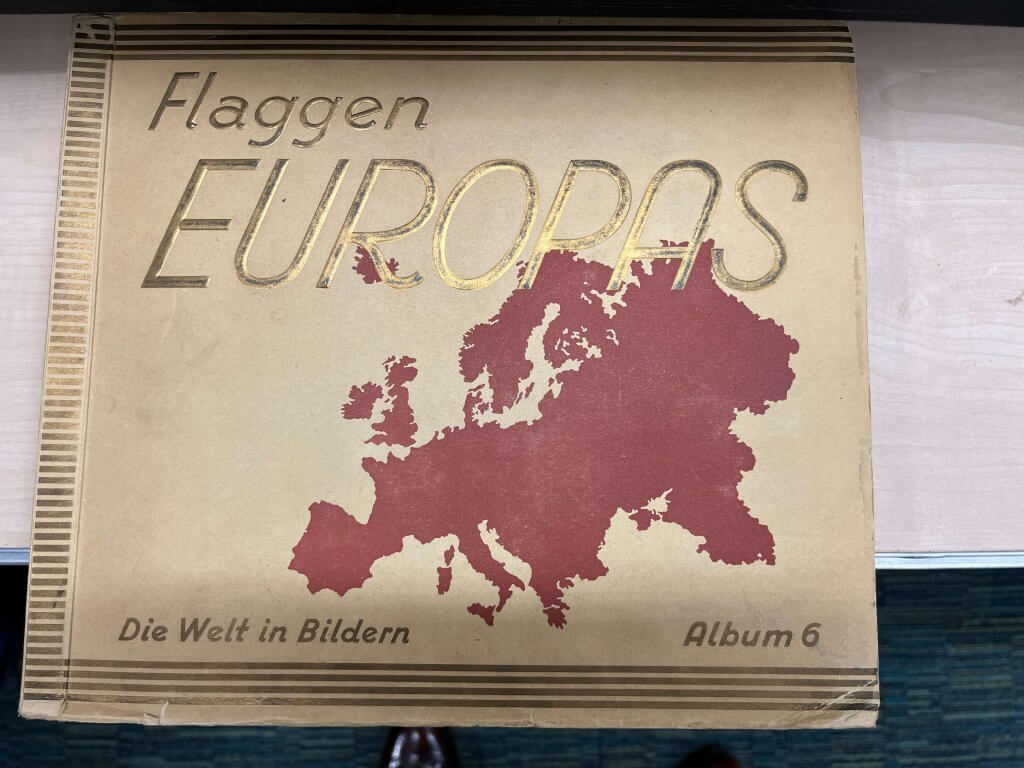 Flaggen
EUROPAS
Die Welt in Bildern
Album 6